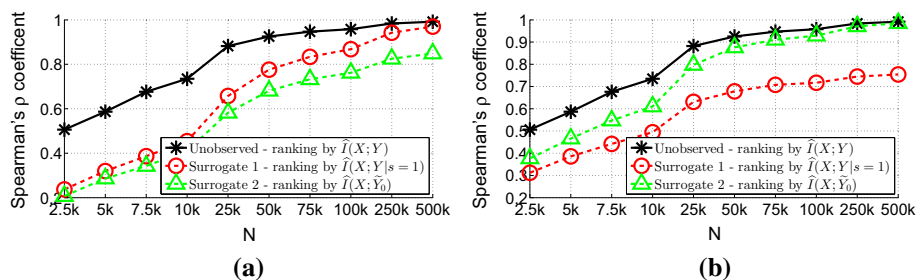 Spearman's ρ coefficent
1
0.8
0.6
0.4
0.2
Unobserved - ranking by Î(X;Y)
Surrogate 1 - ranking by Î(X;Y|s=1)
Surrogate 2 - ranking by Î(X;Ỹ₀)
2.5k 5k 7.5k 10k 25k 50k 75k 100k 250k 500k
N
(a)
Spearman's ρ coefficent
1
0.9
0.8
0.7
0.6
0.5
0.4
0.3
0.2
Unobserved - ranking by Î(X;Y)
Surrogate 1 - ranking by Î(X;Y|s=1)
Surrogate 2 - ranking by Î(X;Ỹ₀)
2.5k 5k 7.5k 10k 25k 50k 75k 100k 250k 500k
N
(b)